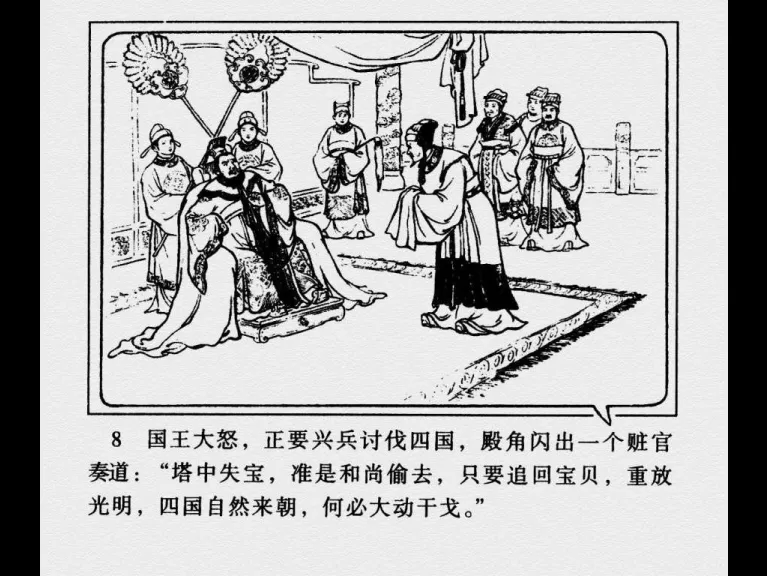 8 国王大怒，正要兴兵讨伐四国，殿角闪出一个赃官
奏道：“塔中失宝，准是和尚偷去，只要追回宝贝，重放
光明，四国自然来朝，何必大动干戈。”